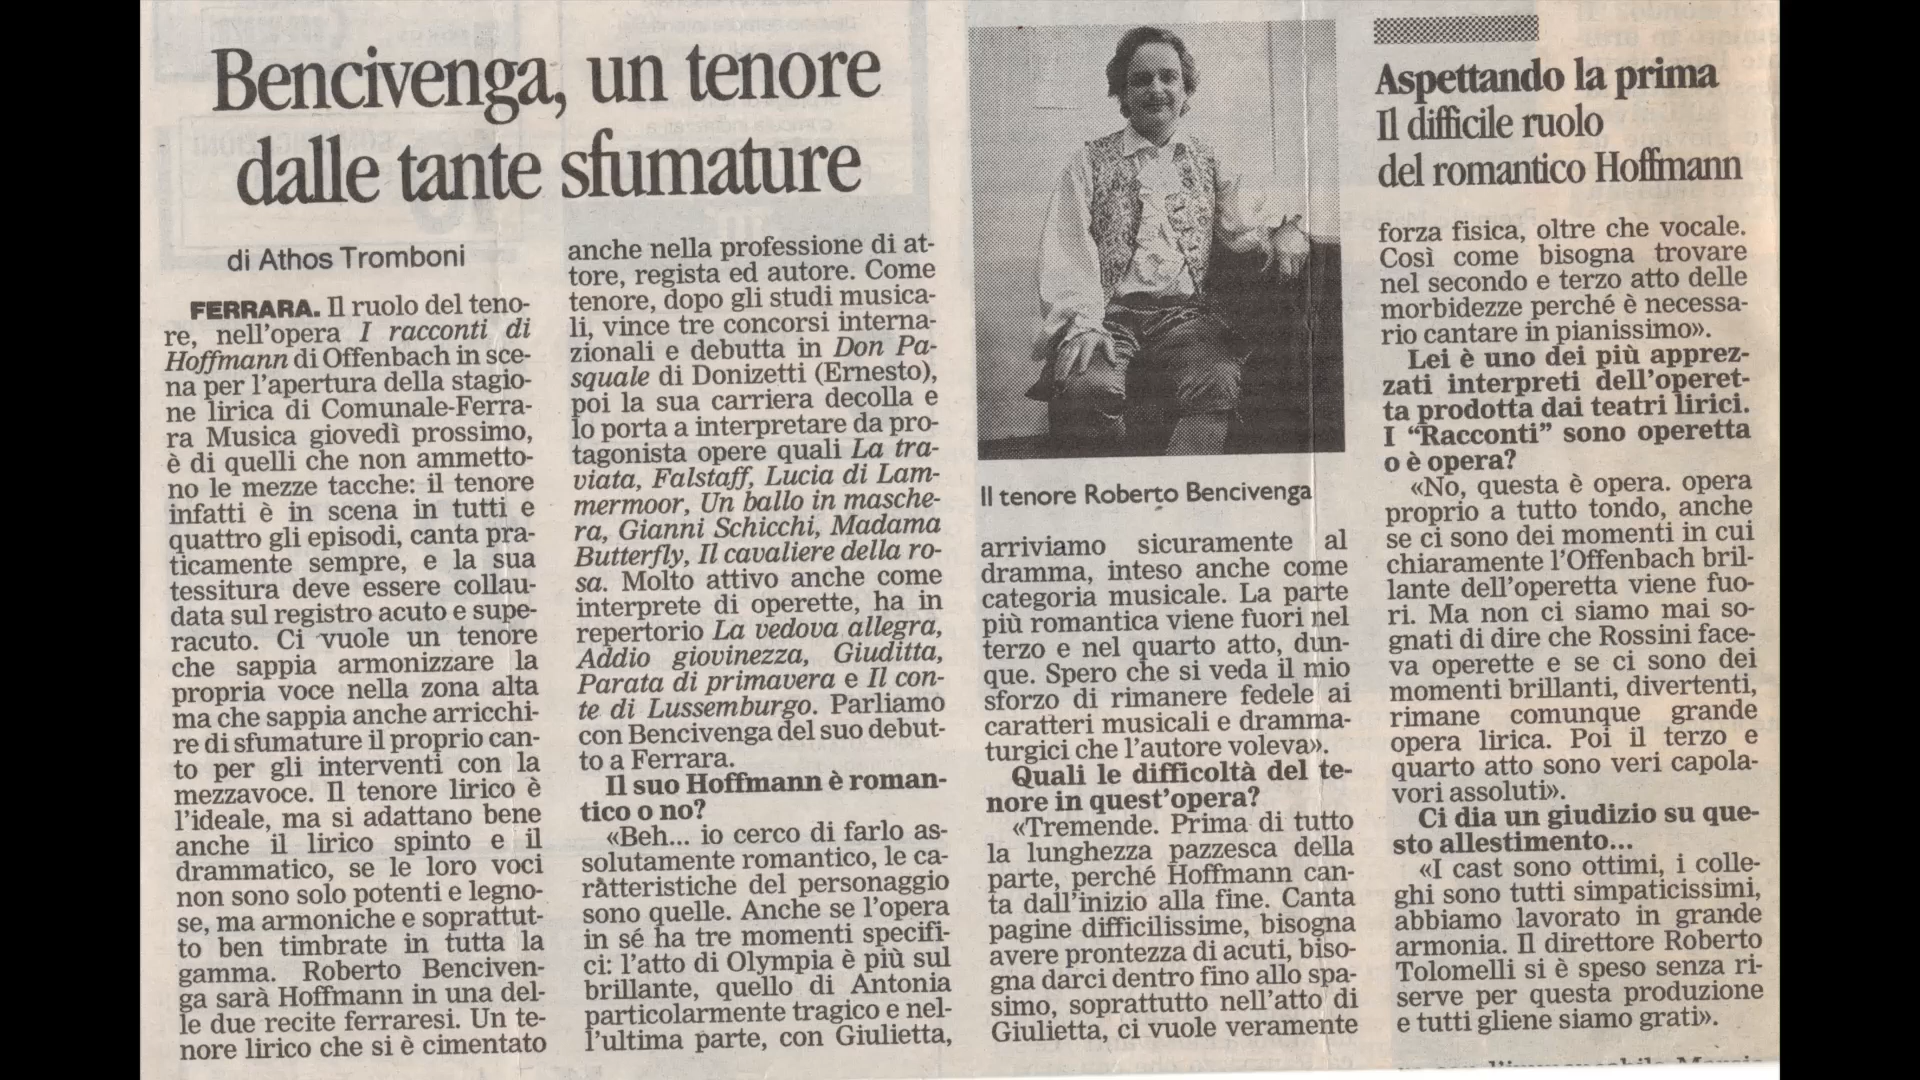 Bencivenga, un tenore
dalle tante sfumature
di Athos Tromboni
FERRARA. Il ruolo del teno-
re, nell'opera I racconti di
Hoffmann di Offenbach in sce-
na per l'apertura della stagio-
ne lirica di Comunale-Ferra-
ra Musica giovedì prossimo,
è di quelli che non ammetto-
no le mezze tacche: il tenore
infatti è in scena in tutti e
quattro gli episodi, canta pra-
ticamente sempre, e la sua
tessitura deve essere collau-
data sul registro acuto e supe-
racuto. Ci vuole un tenore
che sappia armonizzare la
propria voce nella zona alta
ma che sappia anche arricchi-
re di sfumature il proprio can-
to per gli interventi con la
mezzavoce. Il tenore lirico è
l'ideale, ma si adattano bene
anche il lirico spinto e il
drammatico, se le loro voci
non sono solo potenti e legno-
se, ma armoniche e soprattut-
to ben timbrate in tutta la
gamma. Roberto Benciven-
ga sarà Hoffmann in una del-
le due recite ferraresi. Un te-
nore lirico che si è cimentato
anche nella professione di at-
tore, regista ed autore. Come
tenore, dopo gli studi musica-
li, vince tre concorsi interna-
zionali e debutta in Don Pa-
squale di Donizetti (Ernesto),
poi la sua carriera decolla e
lo porta a interpretare da pro-
tagonista opere quali La tra-
viata, Falstaff, Lucia di Lam-
mermoor, Un ballo in masche-
ra, Gianni Schicchi, Madama
Butterfly, Il cavaliere della ro-
sa. Molto attivo anche come
interprete di operette, ha in
repertorio La vedova allegra,
Addio giovinezza, Giuditta,
Parata di primavera e Il con-
te di Lussemburgo. Parliamo
con Bencivenga del suo debut-
to a Ferrara.
Il suo Hoffmann è roman-
tico o no?
«Beh... io cerco di farlo as-
solutamente romantico, le ca-
ratteristiche del personaggio
sono quelle. Anche se l'opera
in sé ha tre momenti specifi-
ci: l'atto di Olympia è più sul
brillante, quello di Antonia
particolarmente tragico e nel-
l'ultima parte, con Giulietta,
Il tenore Roberto Bencivenga
arriviamo sicuramente al
dramma, inteso anche come
categoria musicale. La parte
più romantica viene fuori nel
terzo e nel quarto atto, dun-
que. Spero che si veda il mio
sforzo di rimanere fedele ai
caratteri musicali e dramma-
turgici che l'autore voleva».
Quali le difficoltà del te-
nore in quest'opera?
«Tremende. Prima di tutto
la lunghezza pazzesca della
parte, perché Hoffmann can-
ta dall'inizio alla fine. Canta
pagine difficilissime, bisogna
avere prontezza di acuti, biso-
gna darci dentro fino allo spa-
simo, soprattutto nell'atto di
Giulietta, ci vuole veramente
Aspettando la prima
Il difficile ruolo
del romantico Hoffmann
forza fisica, oltre che vocale.
Così come bisogna trovare
nel secondo e terzo atto delle
morbidezze perché è necessa-
rio cantare in pianissimo».
Lei è uno dei più apprez-
zati interpreti dell'operet-
ta prodotta dai teatri lirici.
I “Racconti” sono operetta
o è opera?
«No, questa è opera. opera
proprio a tutto tondo, anche
se ci sono dei momenti in cui
chiaramente l'Offenbach bril-
lante dell'operetta viene fuo-
ri. Ma non ci siamo mai so-
gnati di dire che Rossini face-
va operette e se ci sono dei
momenti brillanti, divertenti,
rimane comunque grande
opera lirica. Poi il terzo e
quarto atto sono veri capola-
vori assoluti».
Ci dia un giudizio su que-
sto allestimento...
«I cast sono ottimi, i colle-
ghi sono tutti simpaticissimi,
abbiamo lavorato in grande
armonia. Il direttore Roberto
Tolomelli si è speso senza ri-
serve per questa produzione
e tutti gliene siamo grati».